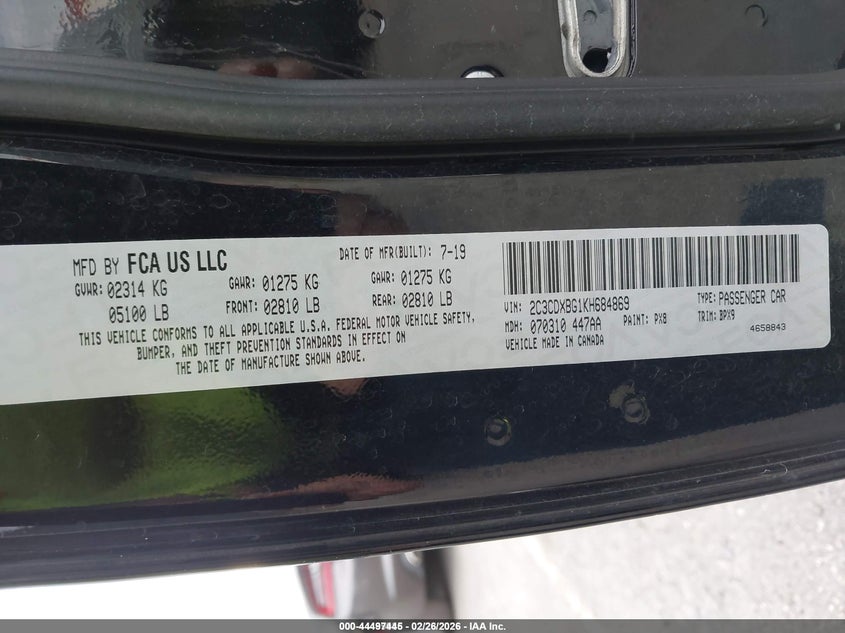 MFD BY FCA US LLC
DATE OF MFR(BUILT): 7-19
GVWR: 02314 KG
GAWR: 01275 KG
GAWR: 01275 KG
05100 LB
FRONT: 02810 LB
REAR: 02810 LB
THIS VEHICLE CONFORMS TO ALL APPLICABLE U.S.A. FEDERAL MOTOR VEHICLE SAFETY,
BUMPER, AND THEFT PREVENTION STANDARDS IN EFFECT ON
THE DATE OF MANUFACTURE SHOWN ABOVE.
VIN: 2C3CDXBG1KH684869
TYPE: PASSENGER CAR
MDH: 070310 447AA
PAINT: PX8
TRIM: BPX9
VEHICLE MADE IN CANADA
4658843
000-44497445 - 02/26/2026 - IAA Inc.